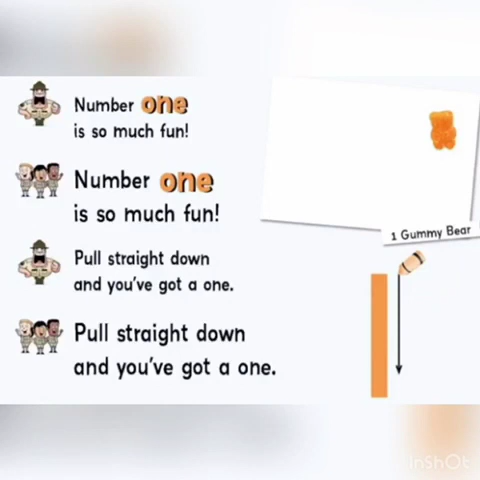 Number one
is so much fun!
Number one
is so much fun!
Pull straight down
and you've got a one.
Pull straight down
and you've got a one.
1 Gummy Bear
InShOt